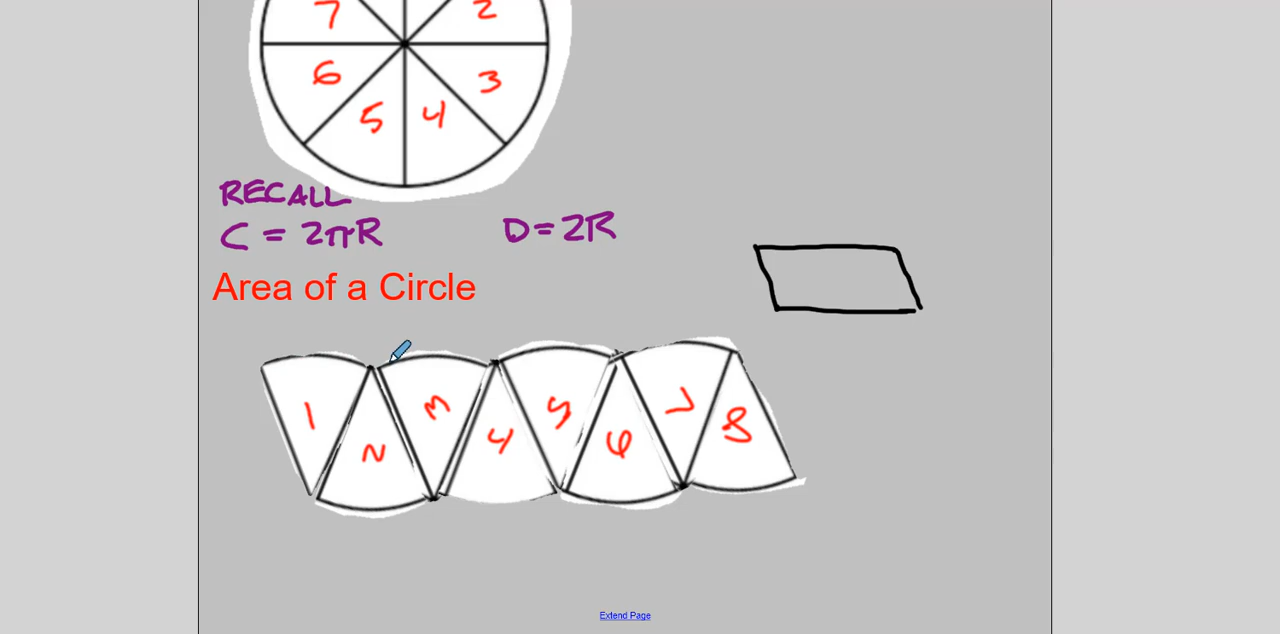 7 2
6 3
5 4
RECALL
C = 2πR D = 2R
Area of a Circle
1 2 3 4 5 6 7 8
Extend Page